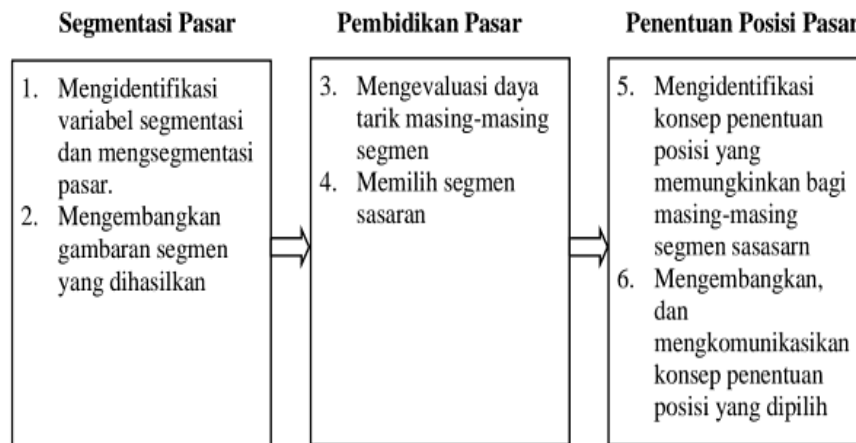 Segmentasi Pasar
1. Mengidentifikasi
variabel segmentasi
dan mengsegmentasi
pasar.
2. Mengembangkan
gambaran segmen
yang dihasilkan
Pembidikan Pasar
3. Mengevaluasi daya
tarik masing-masing
segmen
4. Memilih segmen
sasaran
Penentuan Posisi Pasar
5. Mengidentifikasi
konsep penentuan
posisi yang
memungkinkan bagi
masing-masing
segmen sasasarn
6. Mengembangkan,
dan
mengkomunikasikan
konsep penentuan
posisi yang dipilih